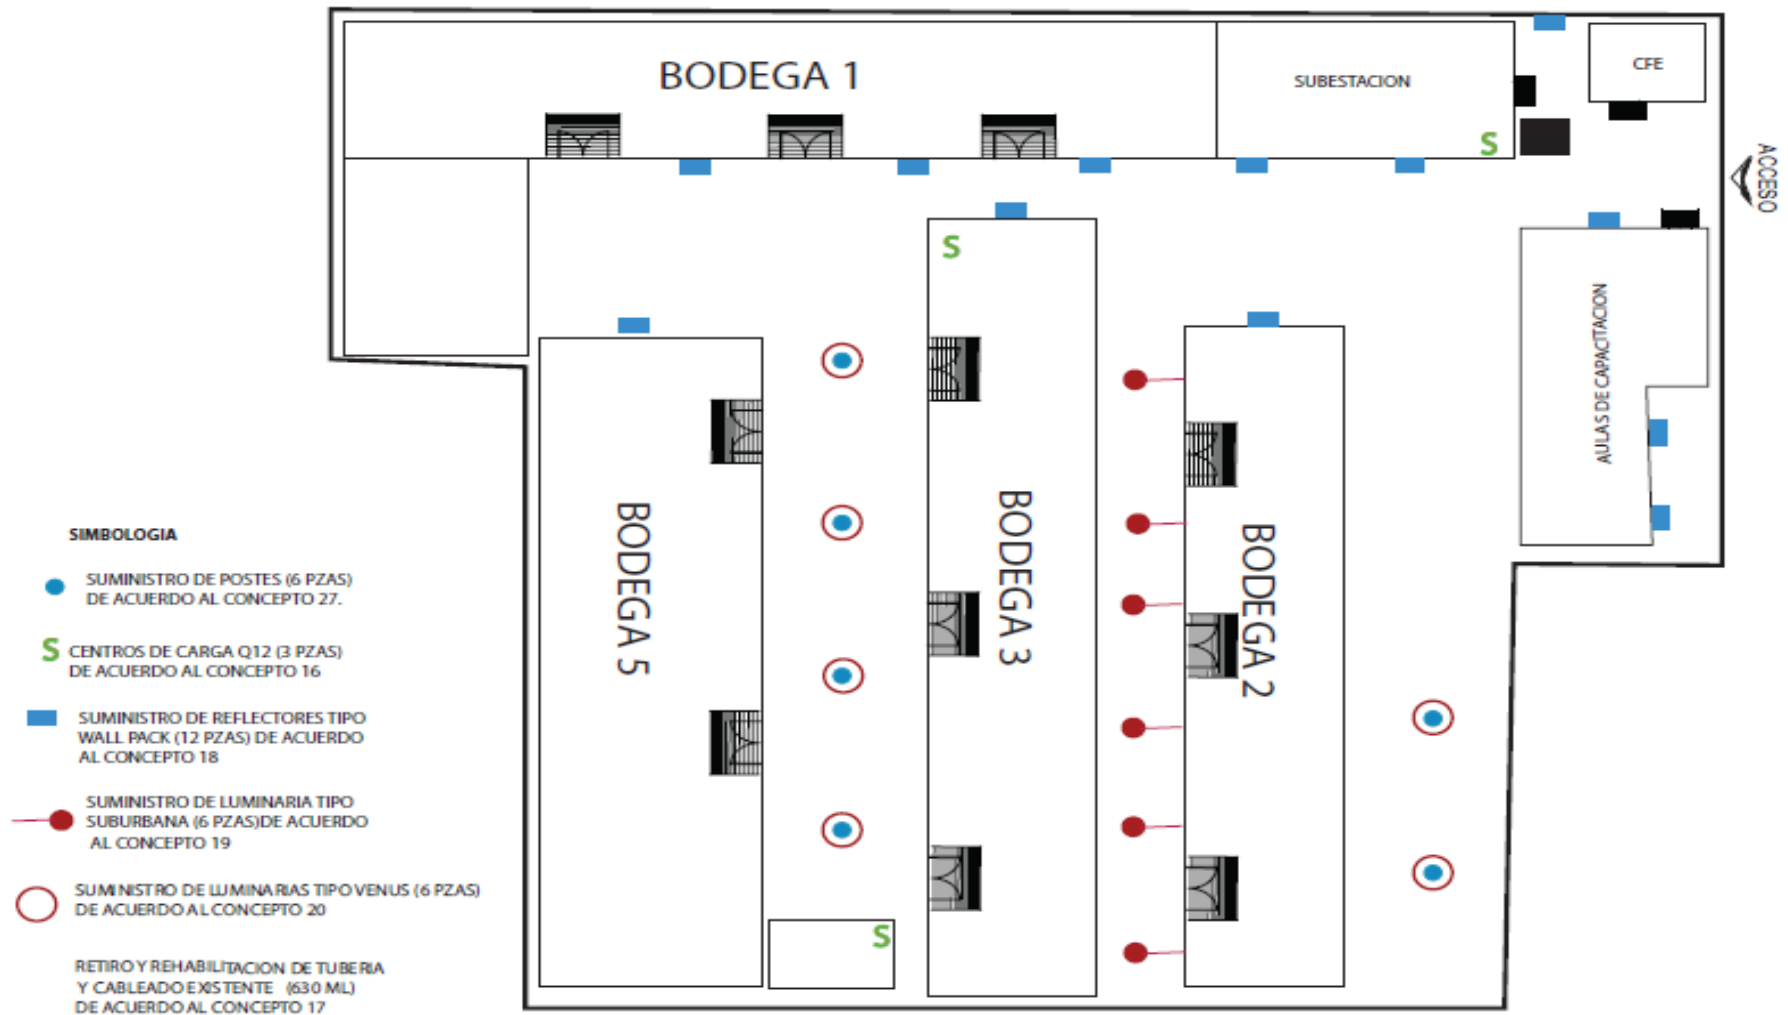 BODEGA 1
SUBESTACION
CFE
S
ACCESO
S
AULAS DE CAPACITACION
BODEGA 5
BODEGA 3
BODEGA 2
S
SIMBOLOGIA
SUMINISTRO DE POSTES (6 PZAS)
DE ACUERDO AL CONCEPTO 27.
S CENTROS DE CARGA Q12 (3 PZAS)
DE ACUERDO AL CONCEPTO 16
SUMINISTRO DE REFLECTORES TIPO
WALL PACK (12 PZAS) DE ACUERDO
AL CONCEPTO 18
SUMINISTRO DE LUMINARIA TIPO
SUBURBANA (6 PZAS)DE ACUERDO
AL CONCEPTO 19
SUMINISTRO DE LUMINARIAS TIPO VENUS (6 PZAS)
DE ACUERDO AL CONCEPTO 20
RETIRO Y REHABILITACION DE TUBERIA
Y CABLEADO EXISTENTE (630 ML)
DE ACUERDO AL CONCEPTO 17